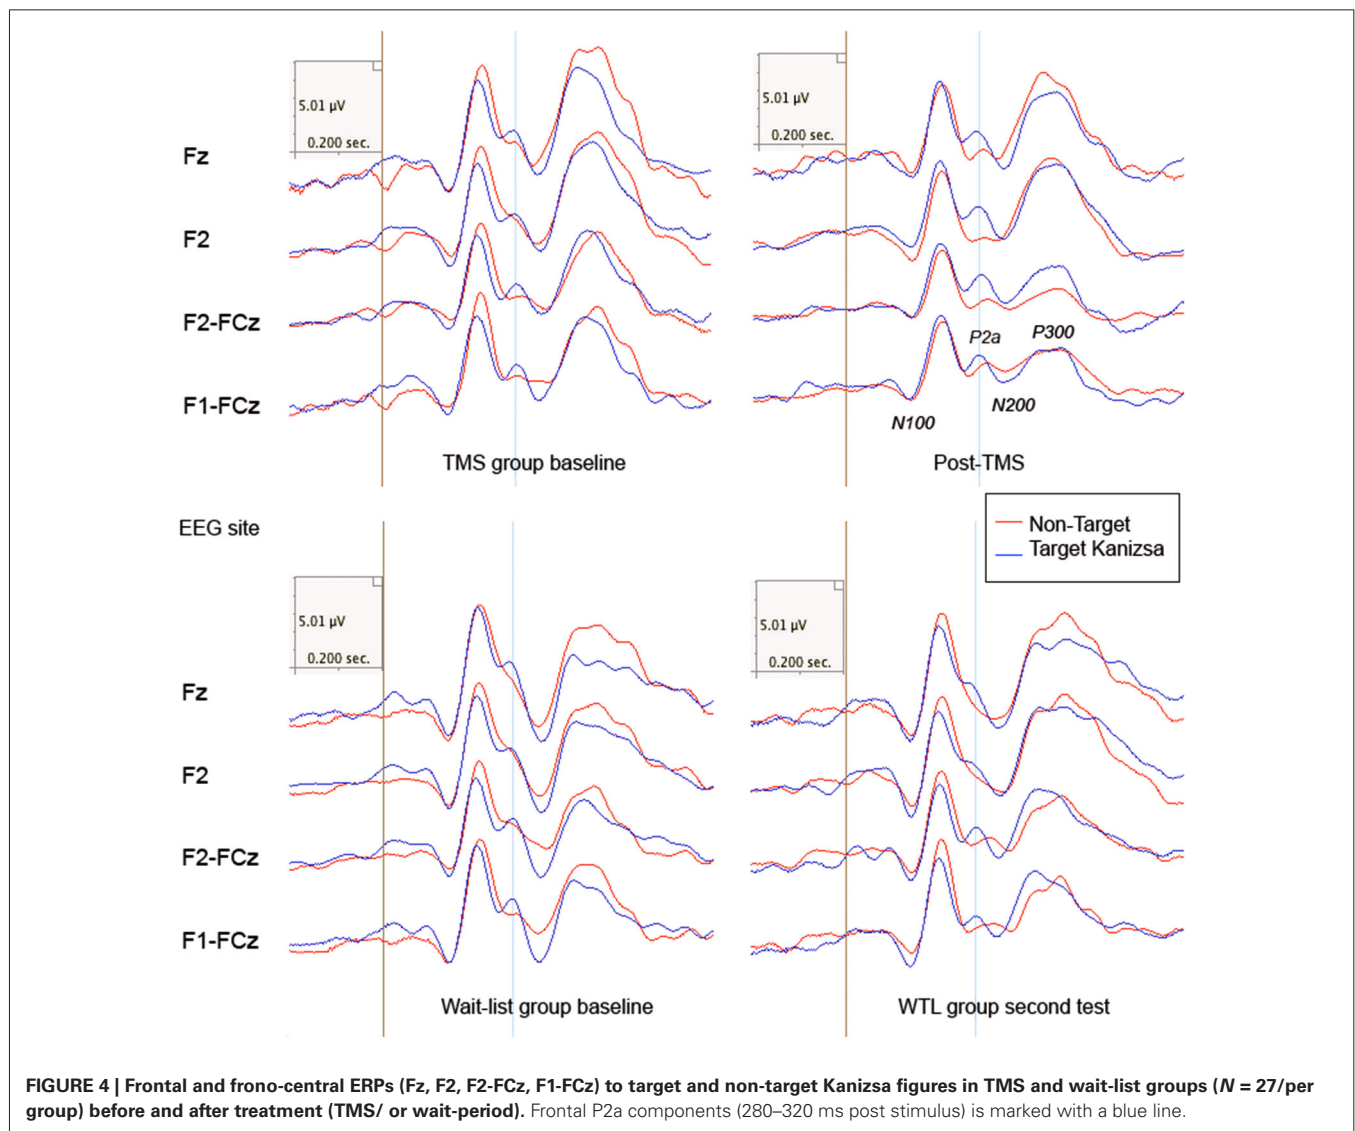 5.01 µV
0.200 sec.
Fz
F2
F2-FCz
F1-FCz
TMS group baseline
5.01 µV
0.200 sec.
P2a
P300
N200
N100
Post-TMS
EEG site
Non-Target
Target Kanizsa
5.01 µV
0.200 sec.
Fz
F2
F2-FCz
F1-FCz
Wait-list group baseline
5.01 µV
0.200 sec.
WTL group second test
FIGURE 4 | Frontal and frono-central ERPs (Fz, F2, F2-FCz, F1-FCz) to target and non-target Kanizsa figures in TMS and wait-list groups (N = 27/per
group) before and after treatment (TMS/ or wait-period). Frontal P2a components (280–320 ms post stimulus) is marked with a blue line.